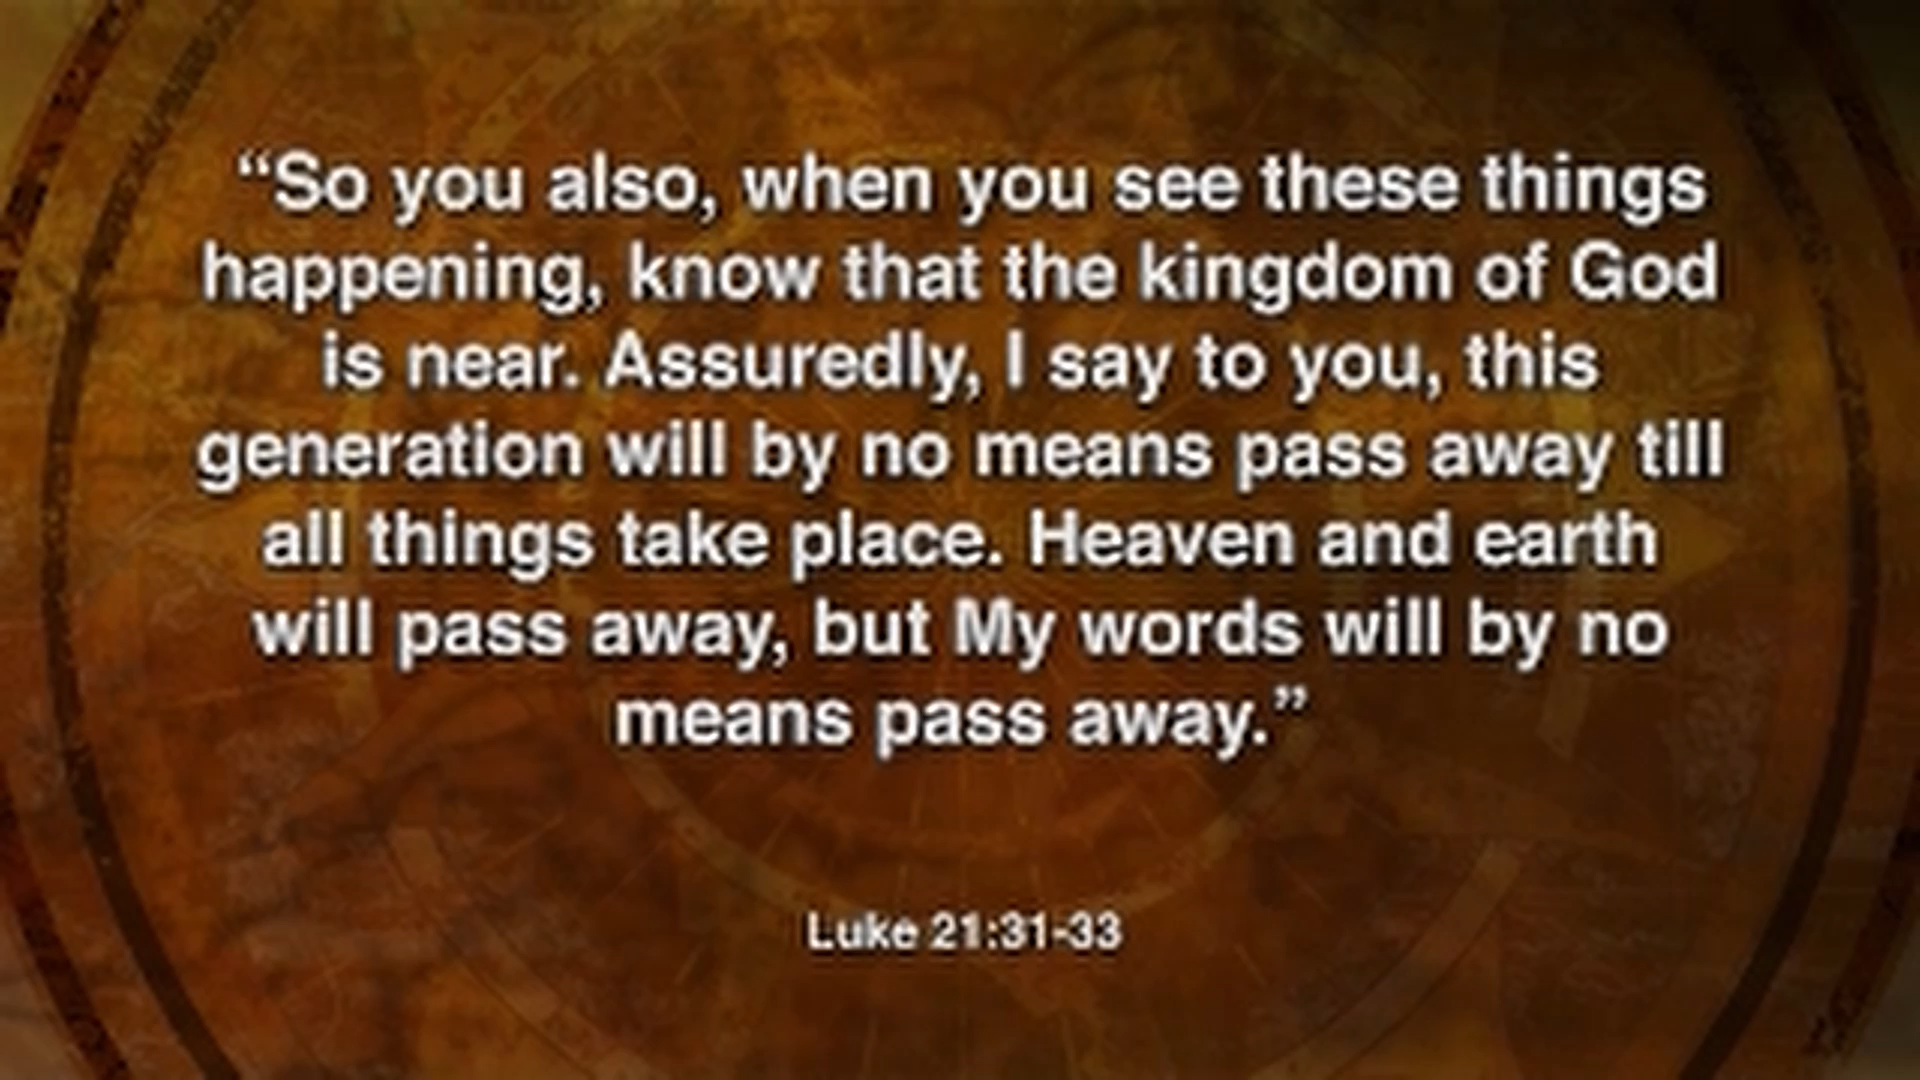 “So you also, when you see these things
happening, know that the kingdom of God
is near. Assuredly, I say to you, this
generation will by no means pass away till
all things take place. Heaven and earth
will pass away, but My words will by no
means pass away.”
Luke 21:31-33